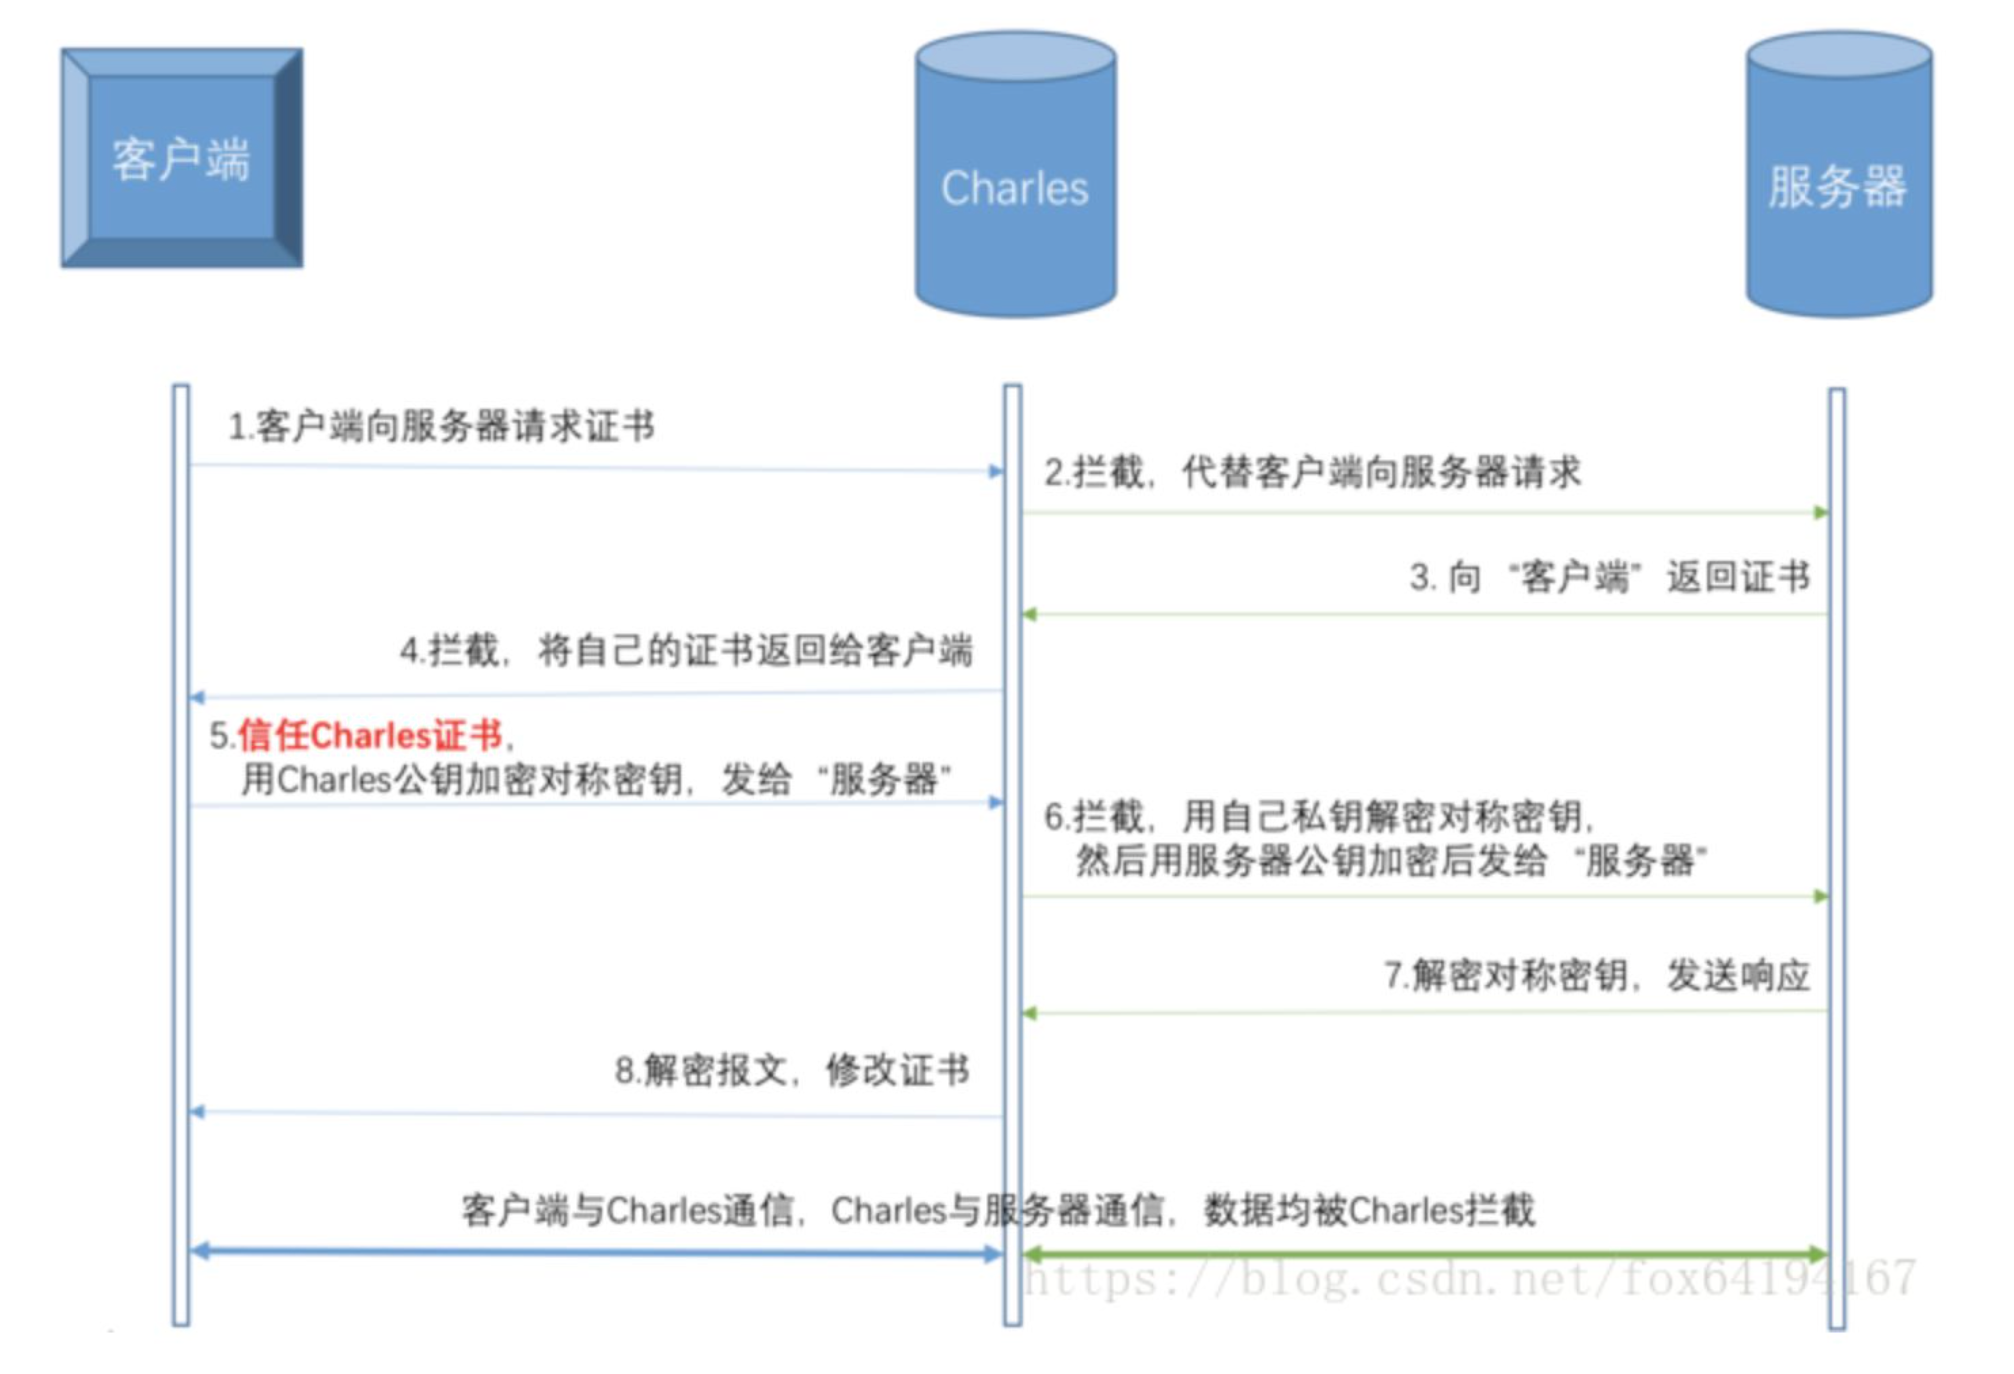 客户端
Charles
服务器
1.客户端向服务器请求证书
2.拦截，代替客户端向服务器请求
3. 向 “客户端” 返回证书
4.拦截，将自己的证书返回给客户端
5.信任Charles证书，
用Charles公钥加密对称密钥，发给 “服务器”
6.拦截，用自己私钥解密对称密钥，
然后用服务器公钥加密后发给 “服务器”
7.解密对称密钥，发送响应
8.解密报文，修改证书
客户端与Charles通信，Charles与服务器通信，数据均被Charles拦截
https://blog.csdn.net/fox64194167